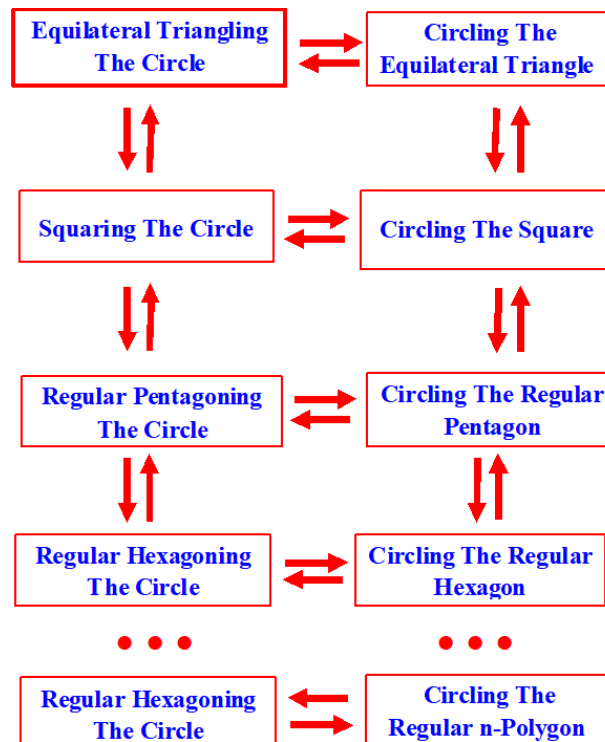 Equilateral Triangling
The Circle
Circling The
Equilateral Triangle
Squaring The Circle
Circling The Square
Regular Pentagoning
The Circle
Circling The Regular
Pentagon
Regular Hexagoning
The Circle
Circling The Regular
Hexagon
Regular Hexagoning
The Circle
Circling The
Regular n-Polygon